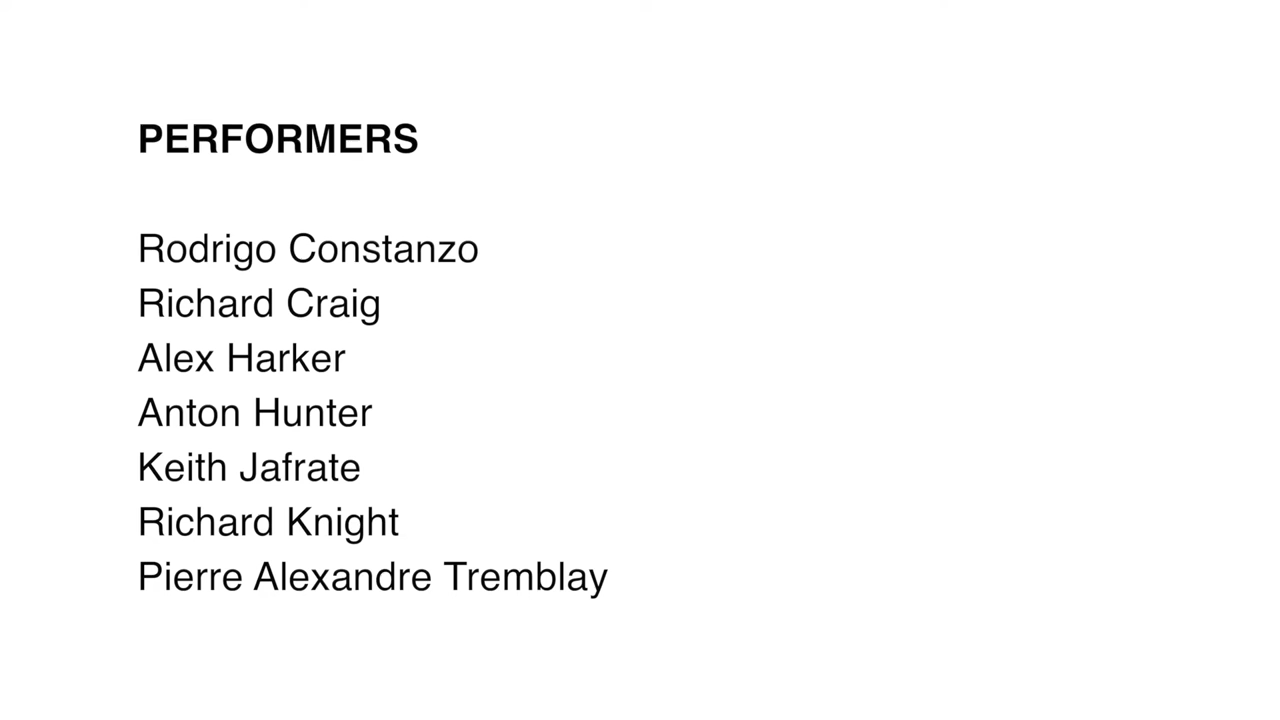 PERFORMERS
Rodrigo Constanzo
Richard Craig
Alex Harker
Anton Hunter
Keith Jafrate
Richard Knight
Pierre Alexandre Tremblay